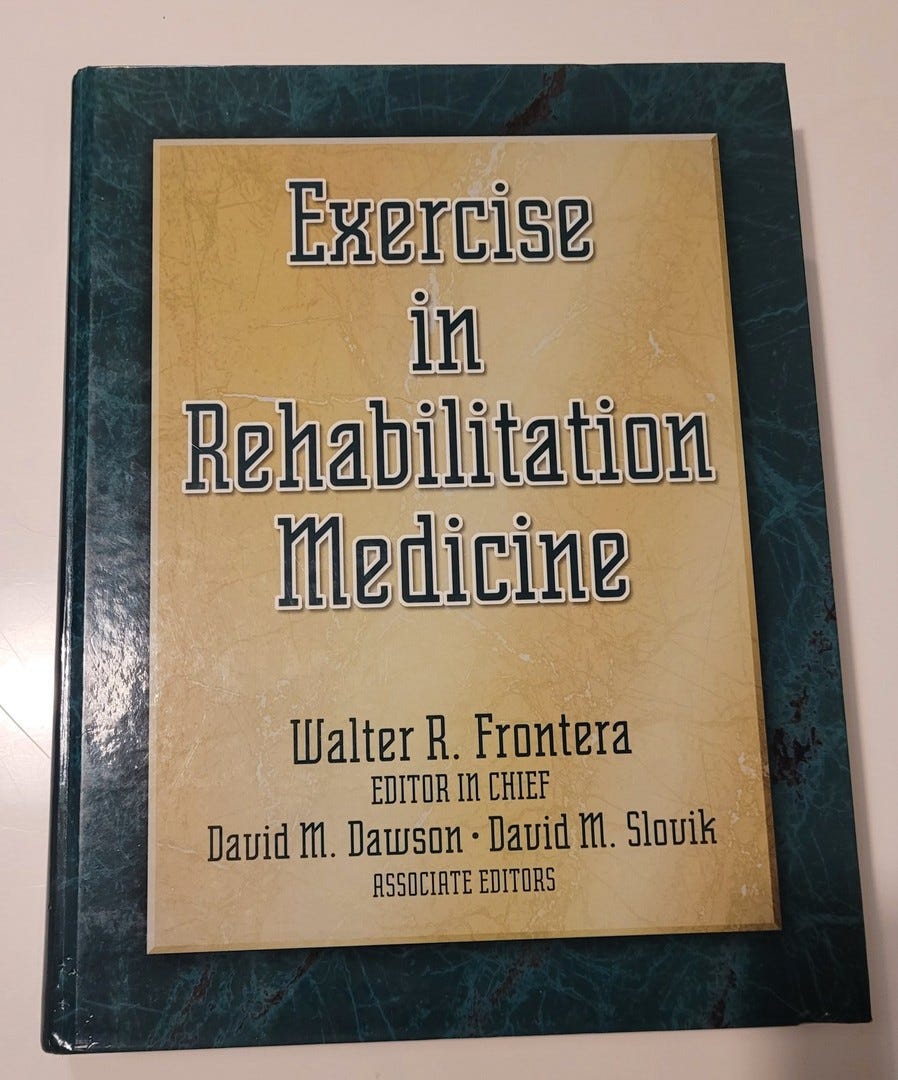 Exercise
in
Rehabilitation
Medicine
Walter R. Frontera
EDITOR IN CHIEF
David M. Dawson • David M. Slovik
ASSOCIATE EDITORS